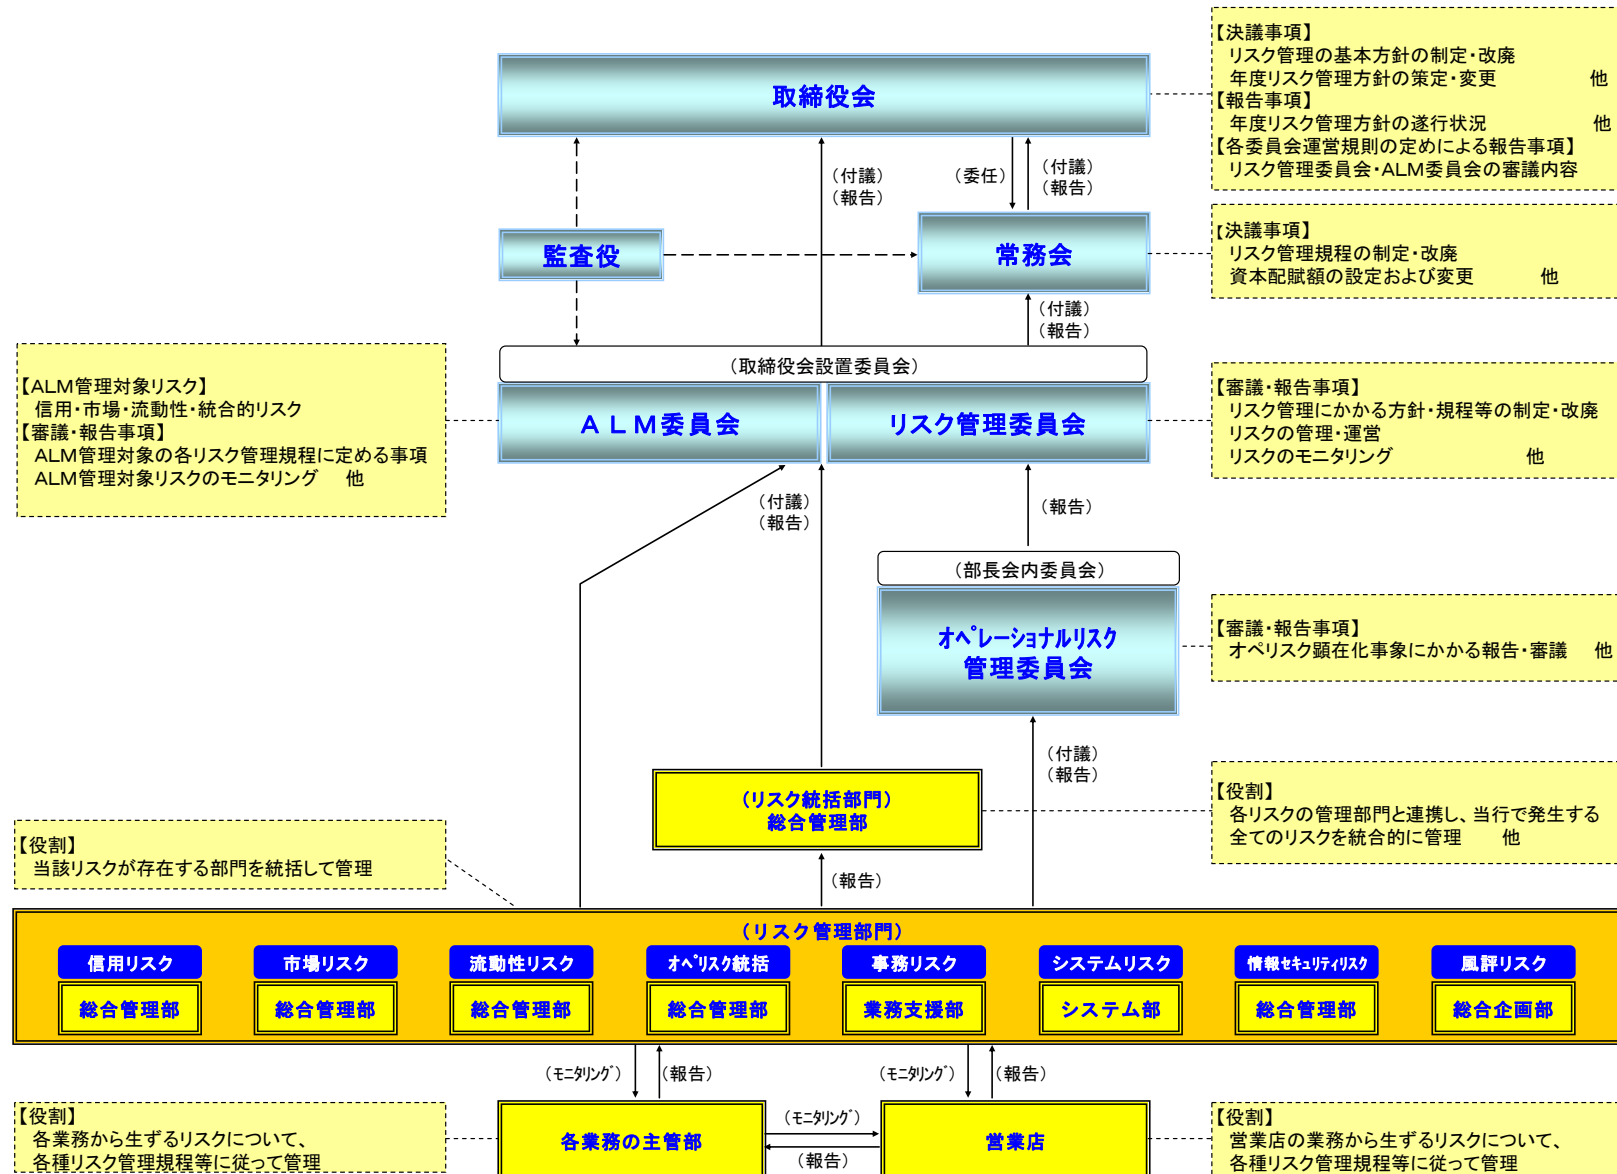 【決議事項】
リスク管理の基本方針の制定・改廃
年度リスク管理方針の策定・変更 他
【報告事項】
年度リスク管理方針の遂行状況 他
【各委員会運営規則の定めによる報告事項】
リスク管理委員会・ALM委員会の審議内容
取締役会
(付議)
(報告)
(委任)
(付議)
(報告)
監査役
常務会
【決議事項】
リスク管理規程の制定・改廃
資本配賦額の設定および変更 他
(付議)
(報告)
(取締役会設置委員会)
ALM委員会
リスク管理委員会
【ALM管理対象リスク】
信用・市場・流動性・統合的リスク
【審議・報告事項】
ALM管理対象の各リスク管理規程に定める事項
ALM管理対象リスクのモニタリング 他
【審議・報告事項】
リスク管理にかかる方針・規程等の制定・改廃
リスクの管理・運営
リスクのモニタリング 他
(付議)
(報告)
(報告)
(部長会内委員会)
オペレーショナルリスク
管理委員会
【審議・報告事項】
オペリスク顕在化事象にかかる報告・審議 他
(付議)
(報告)
(リスク統括部門)
総合管理部
【役割】
各リスクの管理部門と連携し、当行で発生する
全てのリスクを統合的に管理 他
【役割】
当該リスクが存在する部門を統括して管理
(報告)
(リスク管理部門)
信用リスク 市場リスク 流動性リスク オペリスク統括 事務リスク システムリスク 情報セキュリティリスク 風評リスク
総合管理部 総合管理部 総合管理部 総合管理部 業務支援部 システム部 総合管理部 総合企画部
(モニタリング) (報告) (モニタリング) (報告)
【役割】
各業務から生ずるリスクについて、
各種リスク管理規程等に従って管理
各業務の主管部
(モニタリング)
(報告)
営業店
【役割】
営業店の業務から生ずるリスクについて、
各種リスク管理規程等に従って管理